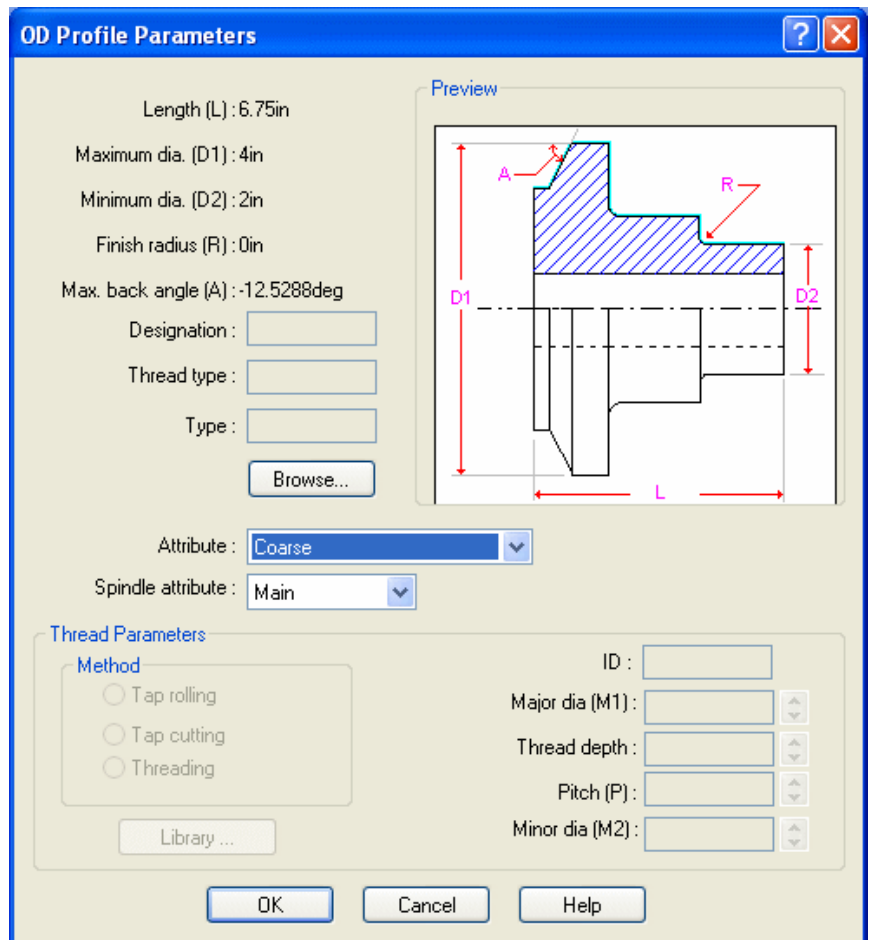 OD Profile Parameters
Length (L) : 6.75in
Maximum dia. (D1) : 4in
Minimum dia. (D2) : 2in
Finish radius (R) : 0in
Max. back angle (A) : -12.5288deg
Designation :
Thread type :
Type :
Browse...
Preview
A
R
D1
D2
L
Attribute : Coarse
Spindle attribute : Main
Thread Parameters
Method
Tap rolling
Tap cutting
Threading
Library ...
ID :
Major dia (M1) :
Thread depth :
Pitch (P) :
Minor dia (M2) :
OK Cancel Help